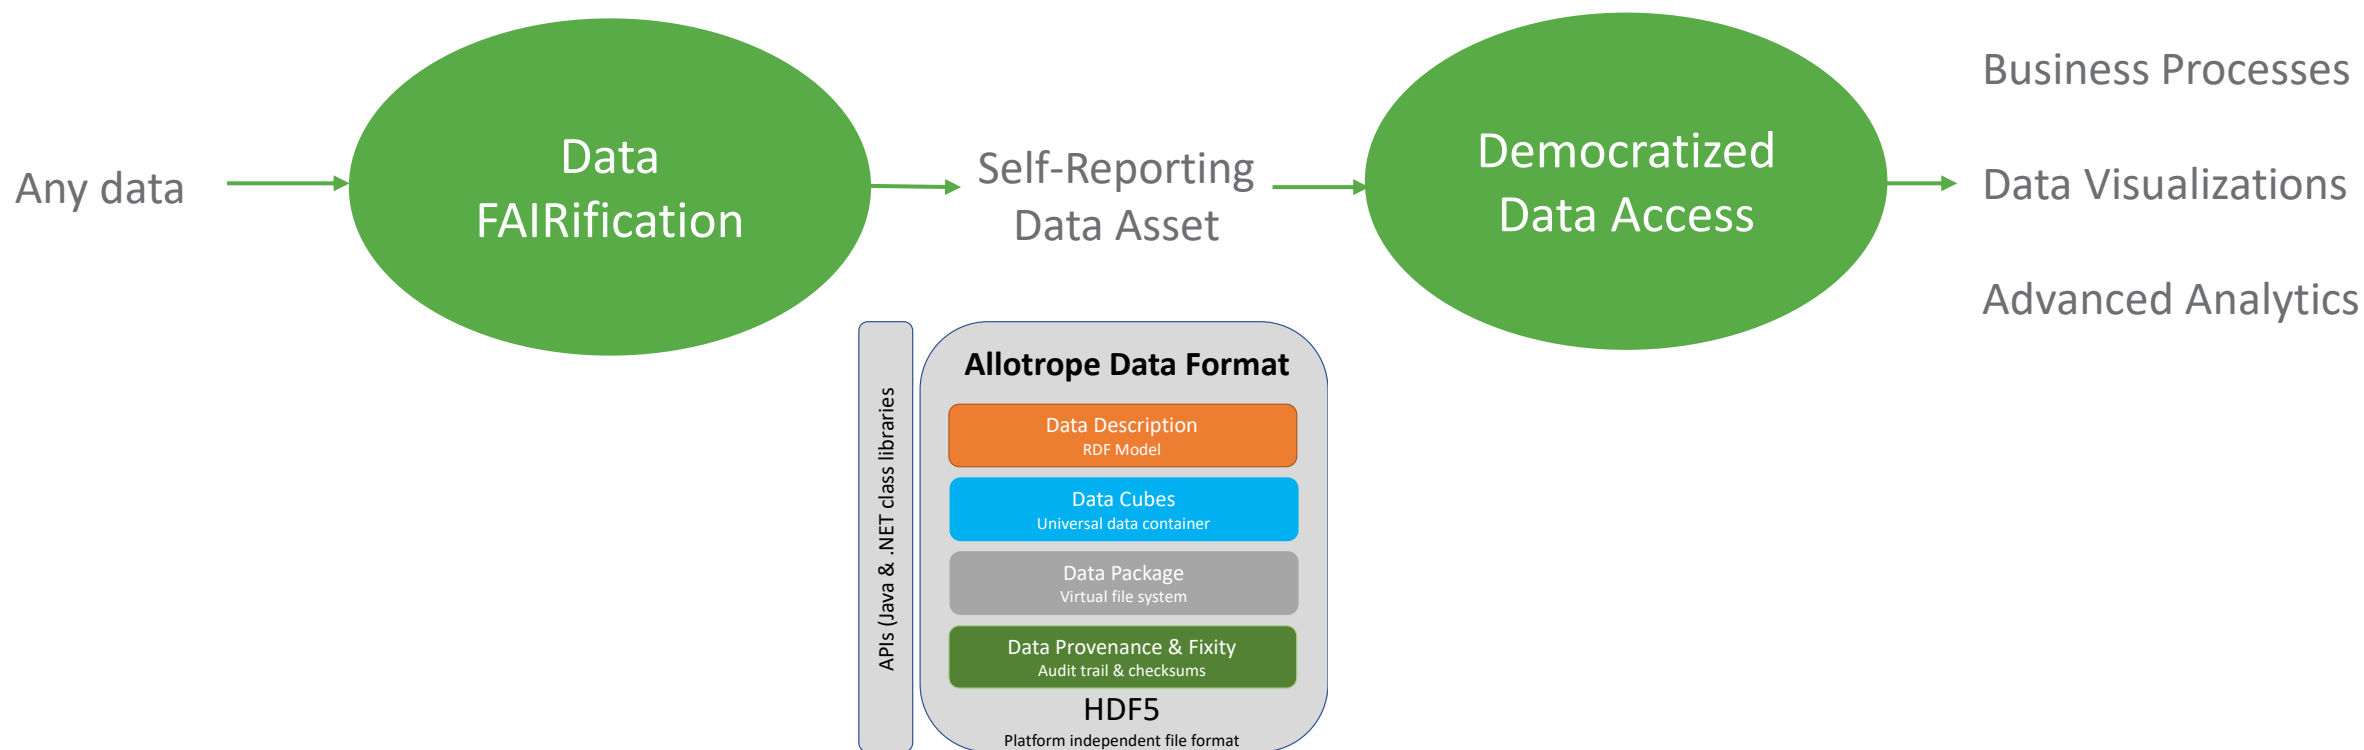 Any data
Data
FAIRification
Self-Reporting
Data Asset
Democratized
Data Access
Business Processes
Data Visualizations
Advanced Analytics
APIs (Java & .NET class libraries
Allotrope Data Format
Data Description
RDF Model
Data Cubes
Universal data container
Data Package
Virtual file system
Data Provenance & Fixity
Audit trail & checksums
HDF5
Platform independent file format